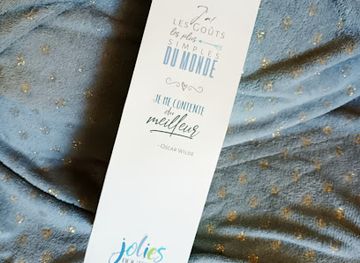 J'ai
LES GOÛTS
les plus
SIMPLES
DU MONDE
JE ME CONTENTE
du
meilleur
- OSCAR WILDE
jolies